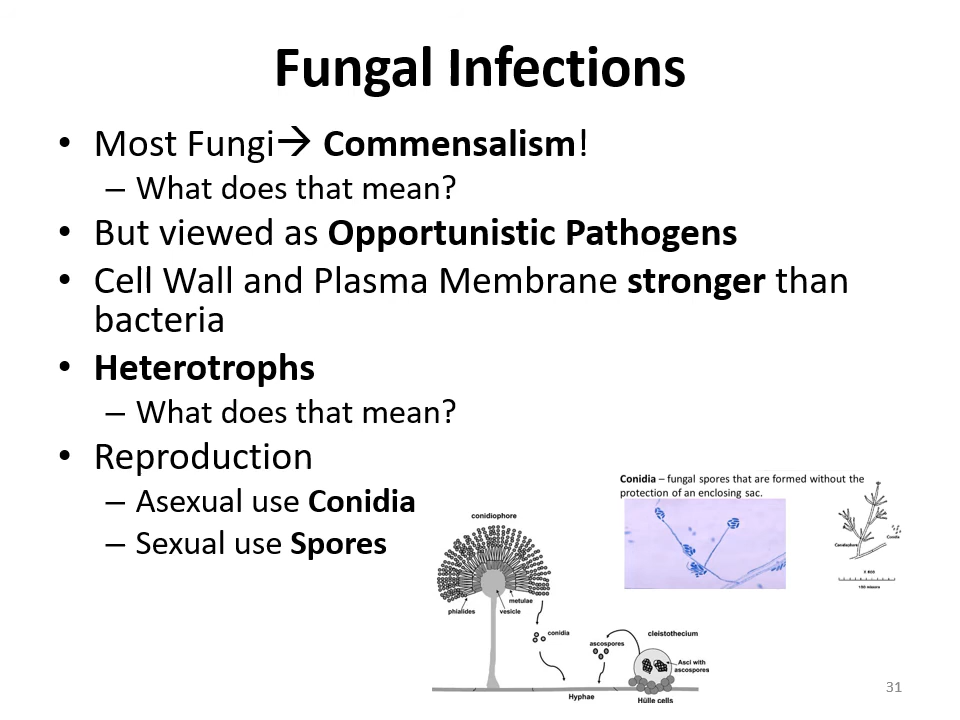 Fungal Infections
• Most Fungi→ Commensalism!
– What does that mean?
• But viewed as Opportunistic Pathogens
• Cell Wall and Plasma Membrane stronger than
bacteria
• Heterotrophs
– What does that mean?
• Reproduction
– Asexual use Conidia
– Sexual use Spores
Conidia – fungal spores that are formed without the
protection of an enclosing sac.
Conidiophore
Conidia
X 800
conidiophore
metulae
phialides
vesicle
conidia
ascospores
cleistothecium
Asci with
ascospores
Hyphae
Hülle cells
31